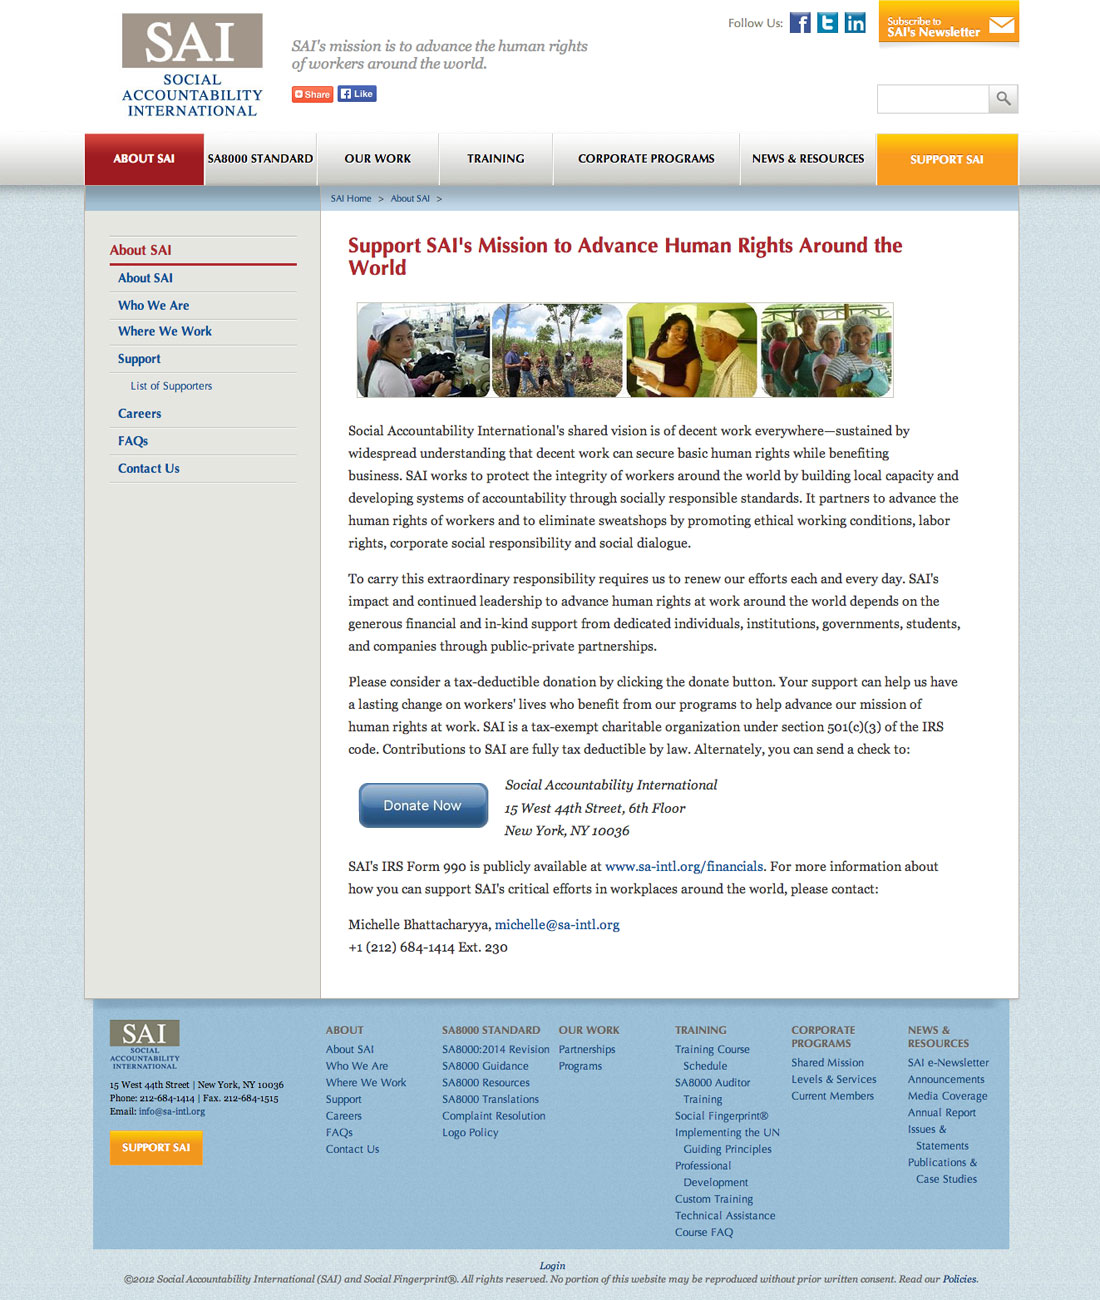 SAI
SOCIAL
ACCOUNTABILITY
INTERNATIONAL
SAI's mission is to advance the human rights
of workers around the world.
Share
Like
Follow Us:
Subscribe to
SAI's Newsletter
ABOUT SAI
SA8000 STANDARD
OUR WORK
TRAINING
CORPORATE PROGRAMS
NEWS & RESOURCES
SUPPORT SAI
SAI Home > About SAI >
About SAI
About SAI
Who We Are
Where We Work
Support
List of Supporters
Careers
FAQs
Contact Us
Support SAI's Mission to Advance Human Rights Around the
World
Social Accountability International's shared vision is of decent work everywhere—sustained by
widespread understanding that decent work can secure basic human rights while benefiting
business. SAI works to protect the integrity of workers around the world by building local capacity and
developing systems of accountability through socially responsible standards. It partners to advance the
human rights of workers and to eliminate sweatshops by promoting ethical working conditions, labor
rights, corporate social responsibility and social dialogue.
To carry this extraordinary responsibility requires us to renew our efforts each and every day. SAI's
impact and continued leadership to advance human rights at work around the world depends on the
generous financial and in-kind support from dedicated individuals, institutions, governments, students,
and companies through public-private partnerships.
Please consider a tax-deductible donation by clicking the donate button. Your support can help us have
a lasting change on workers' lives who benefit from our programs to help advance our mission of
human rights at work. SAI is a tax-exempt charitable organization under section 501(c)(3) of the IRS
code. Contributions to SAI are fully tax deductible by law. Alternately, you can send a check to:
Donate Now
Social Accountability International
15 West 44th Street, 6th Floor
New York, NY 10036
SAI's IRS Form 990 is publicly available at www.sa-intl.org/financials. For more information about
how you can support SAI's critical efforts in workplaces around the world, please contact:
Michelle Bhattacharyya, michelle@sa-intl.org
+1 (212) 684-1414 Ext. 230
SAI
SOCIAL
ACCOUNTABILITY
INTERNATIONAL
15 West 44th Street | New York, NY 10036
Phone: 212-684-1414 | Fax. 212-684-1515
Email: info@sa-intl.org
SUPPORT SAI
ABOUT
About SAI
Who We Are
Where We Work
Support
Careers
FAQs
Contact Us
SA8000 STANDARD
SA8000:2014 Revision
SA8000 Guidance
SA8000 Resources
SA8000 Translations
Complaint Resolution
Logo Policy
OUR WORK
Partnerships
Programs
TRAINING
Training Course
Schedule
SA8000 Auditor
Training
Social Fingerprint®
Implementing the UN
Guiding Principles
Professional
Development
Custom Training
Technical Assistance
Course FAQ
CORPORATE
PROGRAMS
Shared Mission
Levels & Services
Current Members
NEWS &
RESOURCES
SAI e-Newsletter
Announcements
Media Coverage
Annual Report
Issues &
Statements
Publications &
Case Studies
Login
©2012 Social Accountability International (SAI) and Social Fingerprint®. All rights reserved. No portion of this website may be reproduced without prior written consent. Read our Policies.